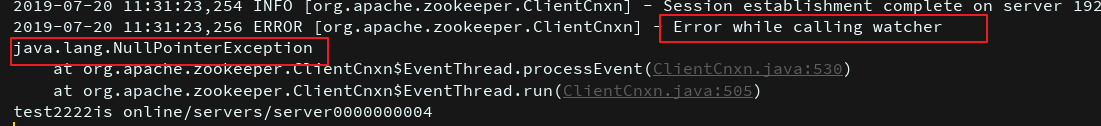 2019-07-20 11:31:23,254 INFO [org.apache.zookeeper.ClientCnxn] - Session establishment complete on server 192
2019-07-20 11:31:23,256 ERROR [org.apache.zookeeper.ClientCnxn] - Error while calling watcher
java.lang.NullPointerException
at org.apache.zookeeper.ClientCnxn$EventThread.processEvent(ClientCnxn.java:530)
at org.apache.zookeeper.ClientCnxn$EventThread.run(ClientCnxn.java:505)
test2222is online/servers/server0000000004